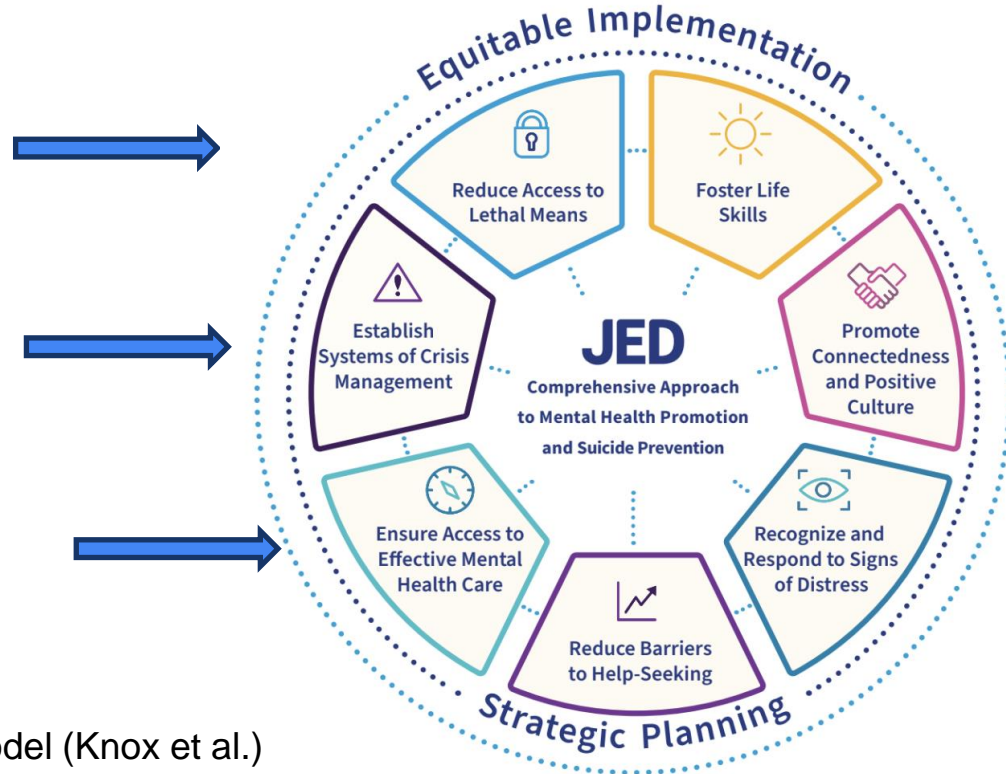 Equitable Implementation
Reduce Access to
Lethal Means
Foster Life
Skills
Establish
Systems of Crisis
Management
JED
Comprehensive Approach
to Mental Health Promotion
and Suicide Prevention
Promote
Connectedness
and Positive
Culture
Ensure Access to
Effective Mental
Health Care
Recognize and
Respond to Signs
of Distress
Reduce Barriers
to Help-Seeking
Strategic Planning
(Knox et al.)